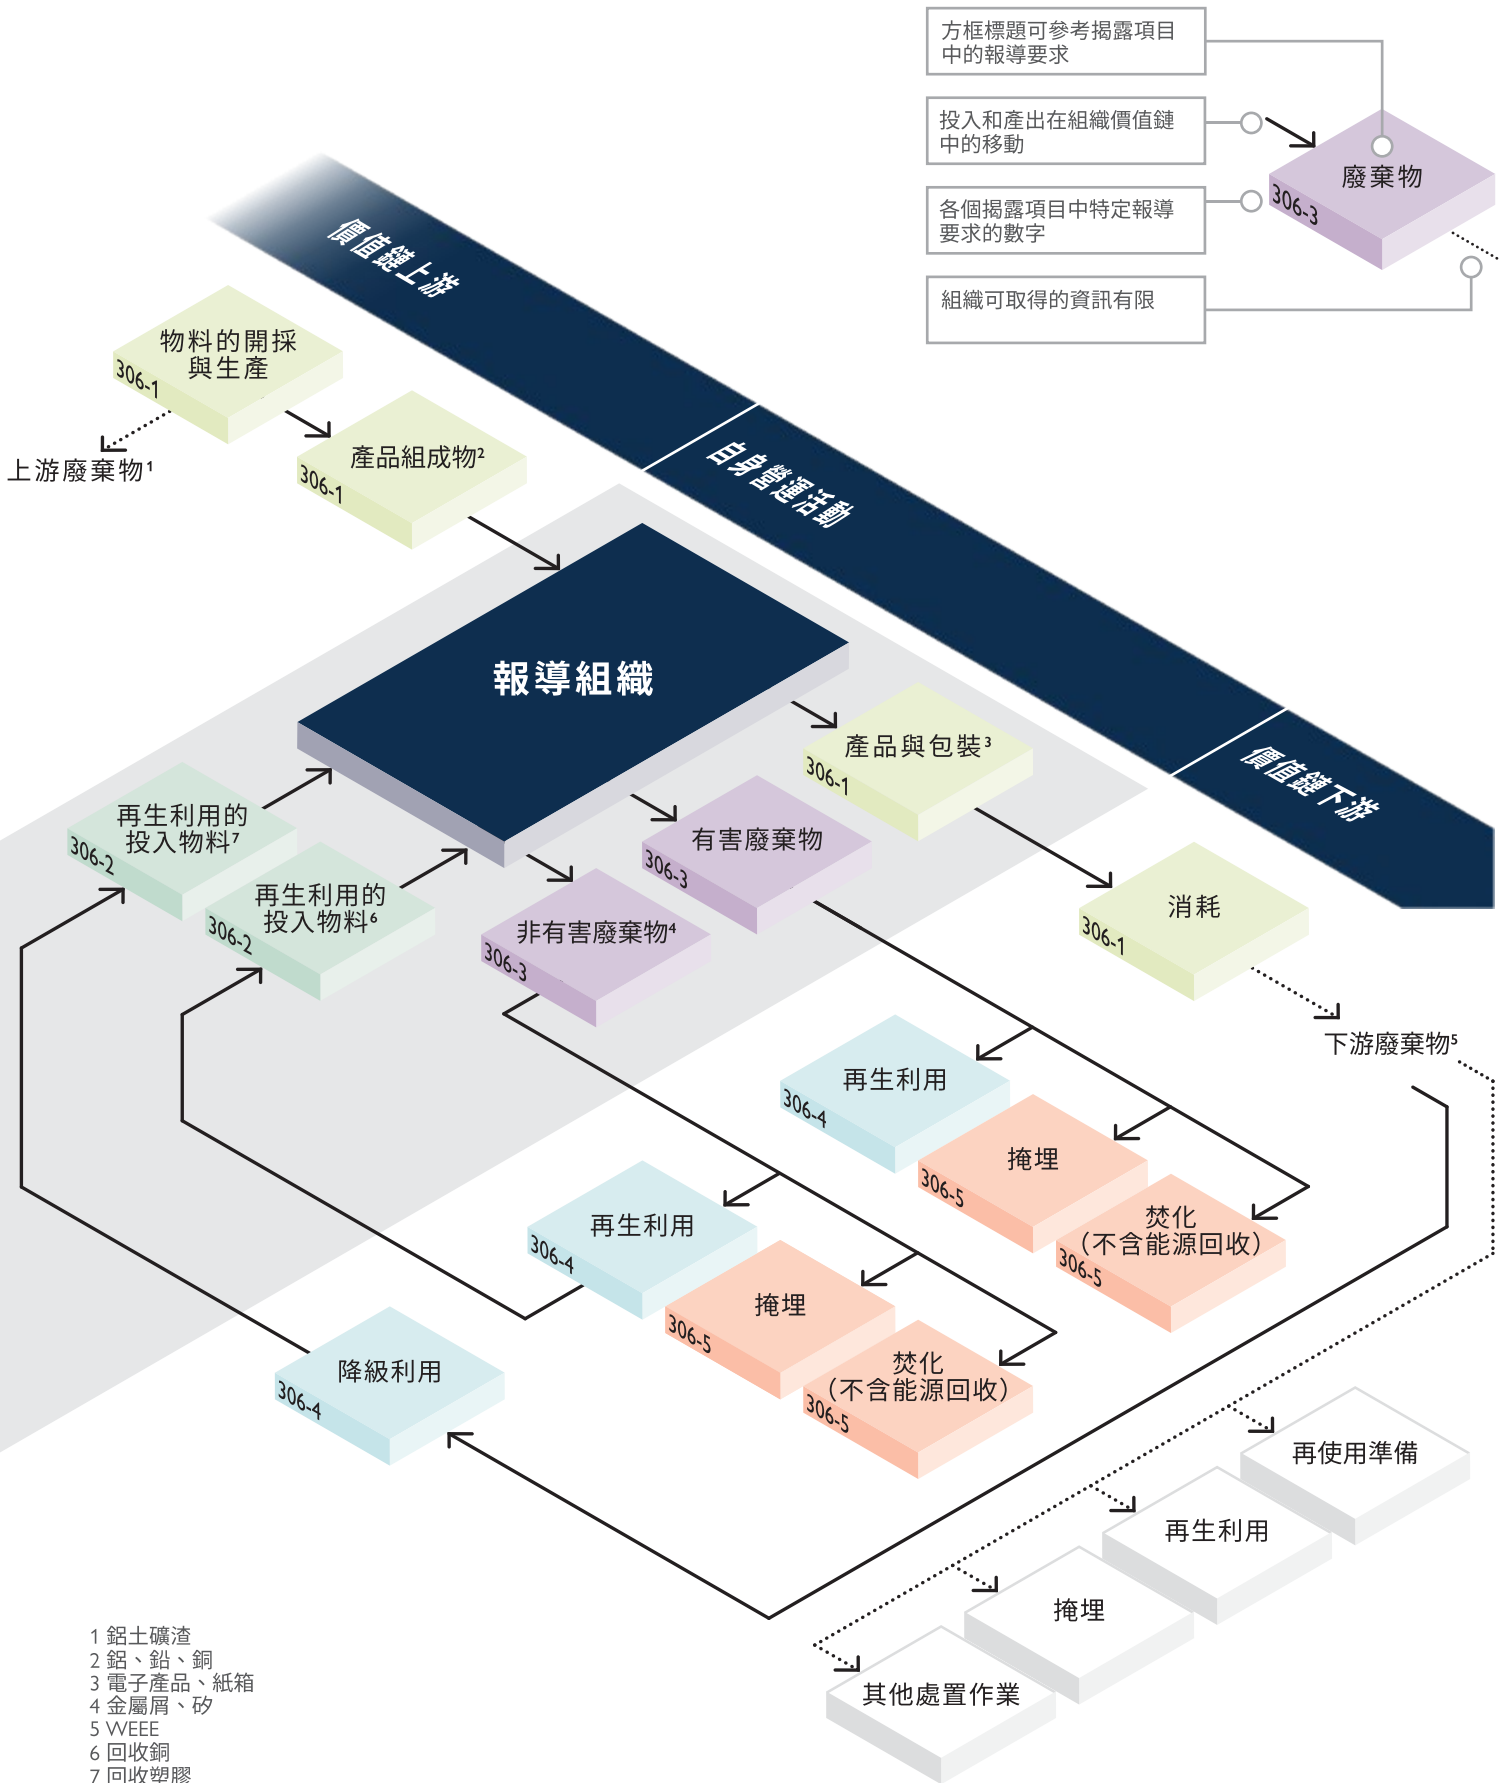 方框標題可參考揭露項目
中的報導要求
投入和產出在組織價值鏈
中的移動
各個揭露項目中特定報導
要求的數字
組織可取得的資訊有限
廢棄物
306-3
價值鏈上游
自身營運活動
價值鏈下游
物料的開採
與生產
306-1
上游廢棄物¹
產品組成物²
306-1
報導組織
產品與包裝³
306-1
再生利用的
投入物料⁷
306-2
再生利用的
投入物料⁶
306-2
有害廢棄物
306-3
非有害廢棄物⁴
306-3
消耗
306-1
下游廢棄物⁵
再生利用
306-4
掩埋
306-5
焚化
（不含能源回收）
306-5
再生利用
306-4
掩埋
306-5
焚化
（不含能源回收）
306-5
降級利用
306-4
再使用準備
再生利用
掩埋
其他處置作業
1 鋁土礦渣
2 鋁、鉛、銅
3 電子產品、紙箱
4 金屬屑、矽
5 WEEE
6 回收銅
7 回收塑膠